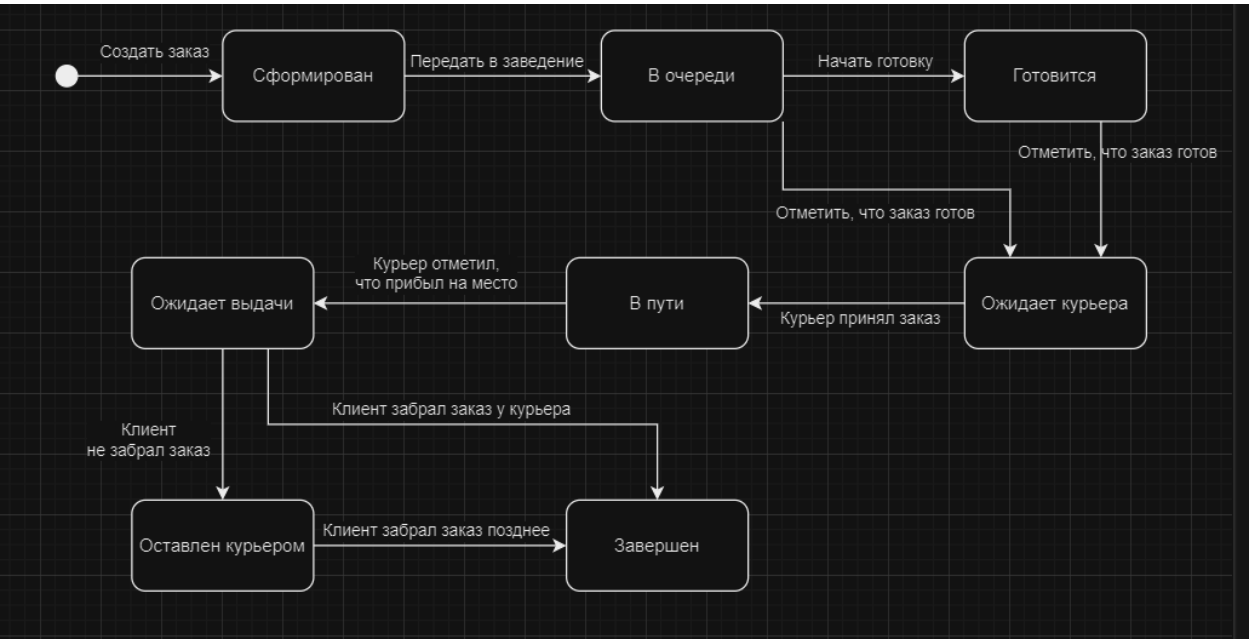 Создать заказ
Сформирован
Передать в заведение
В очереди
Начать готовку
Готовится
Отметить, что заказ готов
Отметить, что заказ готов
Ожидает выдачи
Курьер отметил,
что прибыл на место
В пути
Курьер принял заказ
Ожидает курьера
Клиент
не забрал заказ
Клиент забрал заказ у курьера
Оставлен курьером
Клиент забрал заказ позднее
Завершен